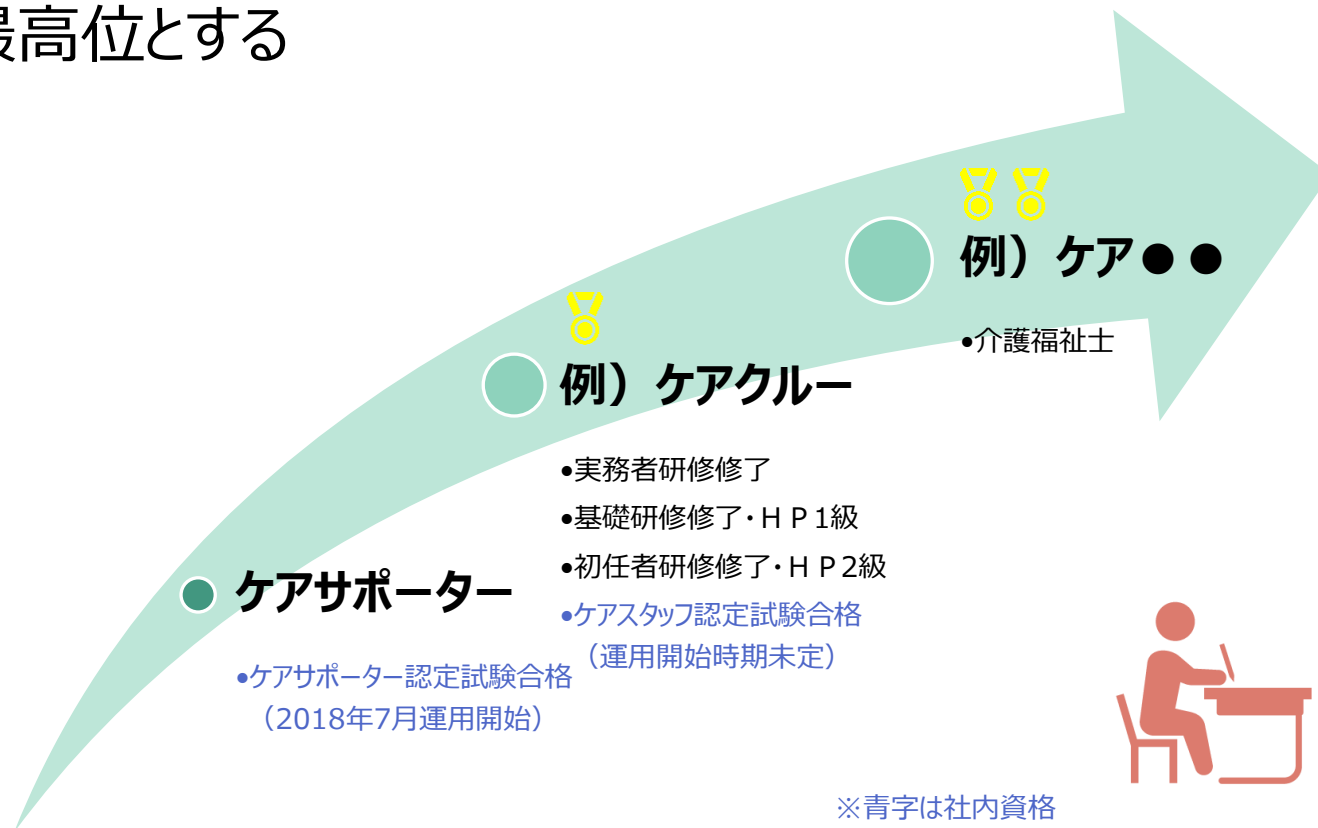 最高位とする
例）ケア●●
•介護福祉士
例）ケアクルー
•実務者研修修了
•基礎研修修了・ＨＰ1級
•初任者研修修了・ＨＰ2級
•ケアスタッフ認定試験合格
（運用開始時期未定）
ケアサポーター
•ケアサポーター認定試験合格
（2018年7月運用開始）
※青字は社内資格